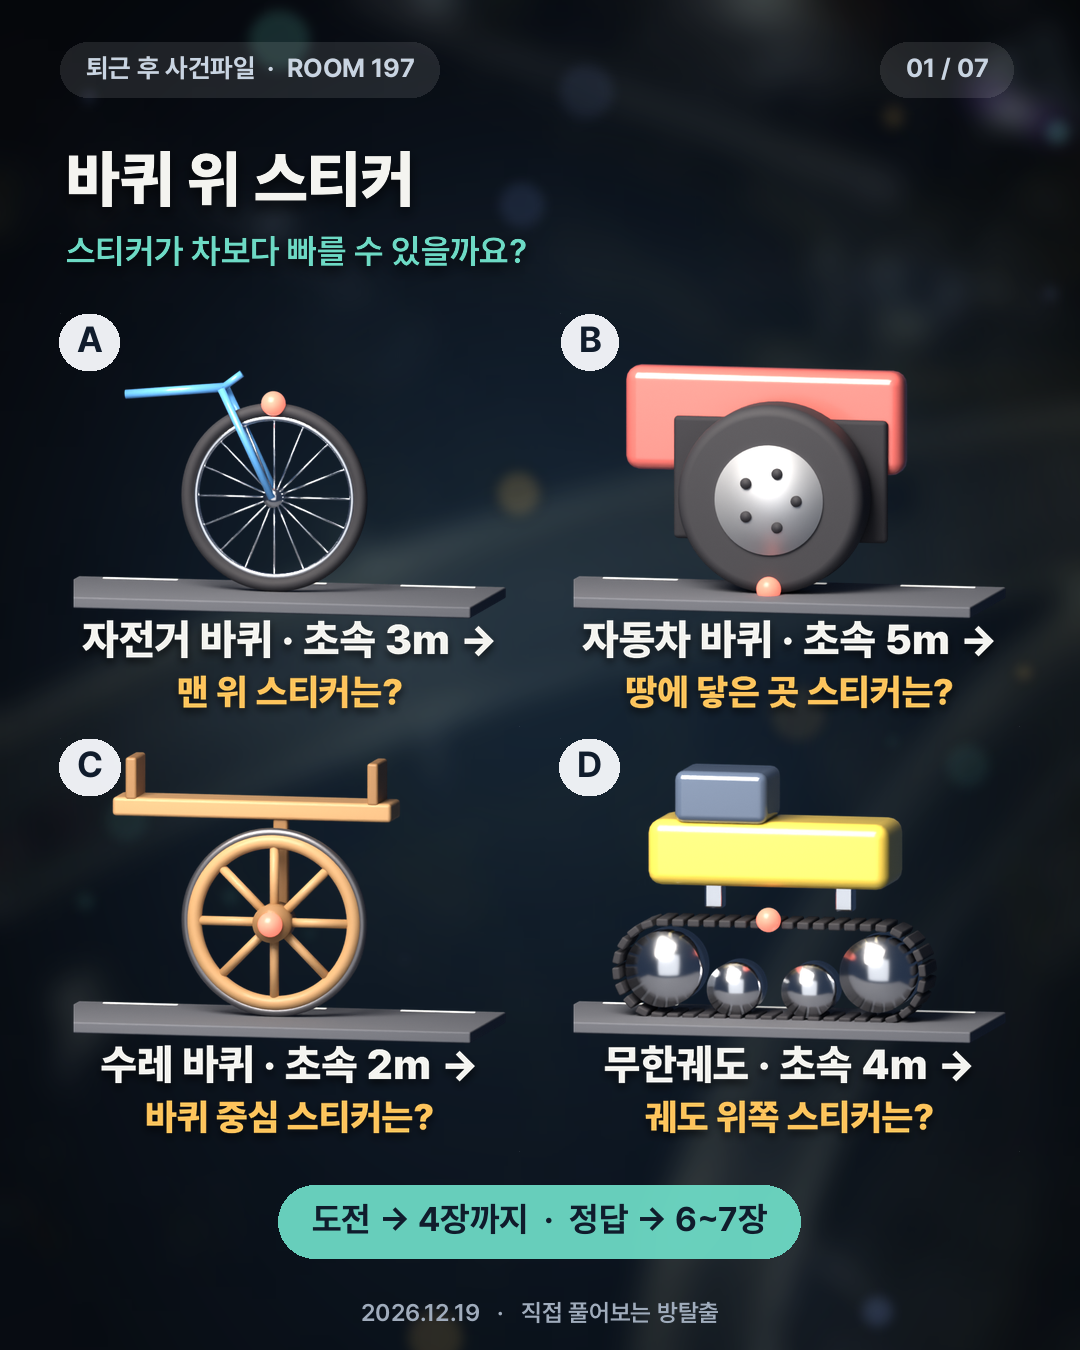 퇴근 후 사건파일 · ROOM 197
01 / 07
바퀴 위 스티커
스티커가 차보다 빠를 수 있을까요?
A
B
자전거 바퀴 · 초속 3m →
맨 위 스티커는?
자동차 바퀴 · 초속 5m →
땅에 닿은 곳 스티커는?
C
D
수레 바퀴 · 초속 2m →
바퀴 중심 스티커는?
무한궤도 · 초속 4m →
궤도 위쪽 스티커는?
도전 → 4장까지 · 정답 → 6~7장
2026.12.19 · 직접 풀어보는 방탈출